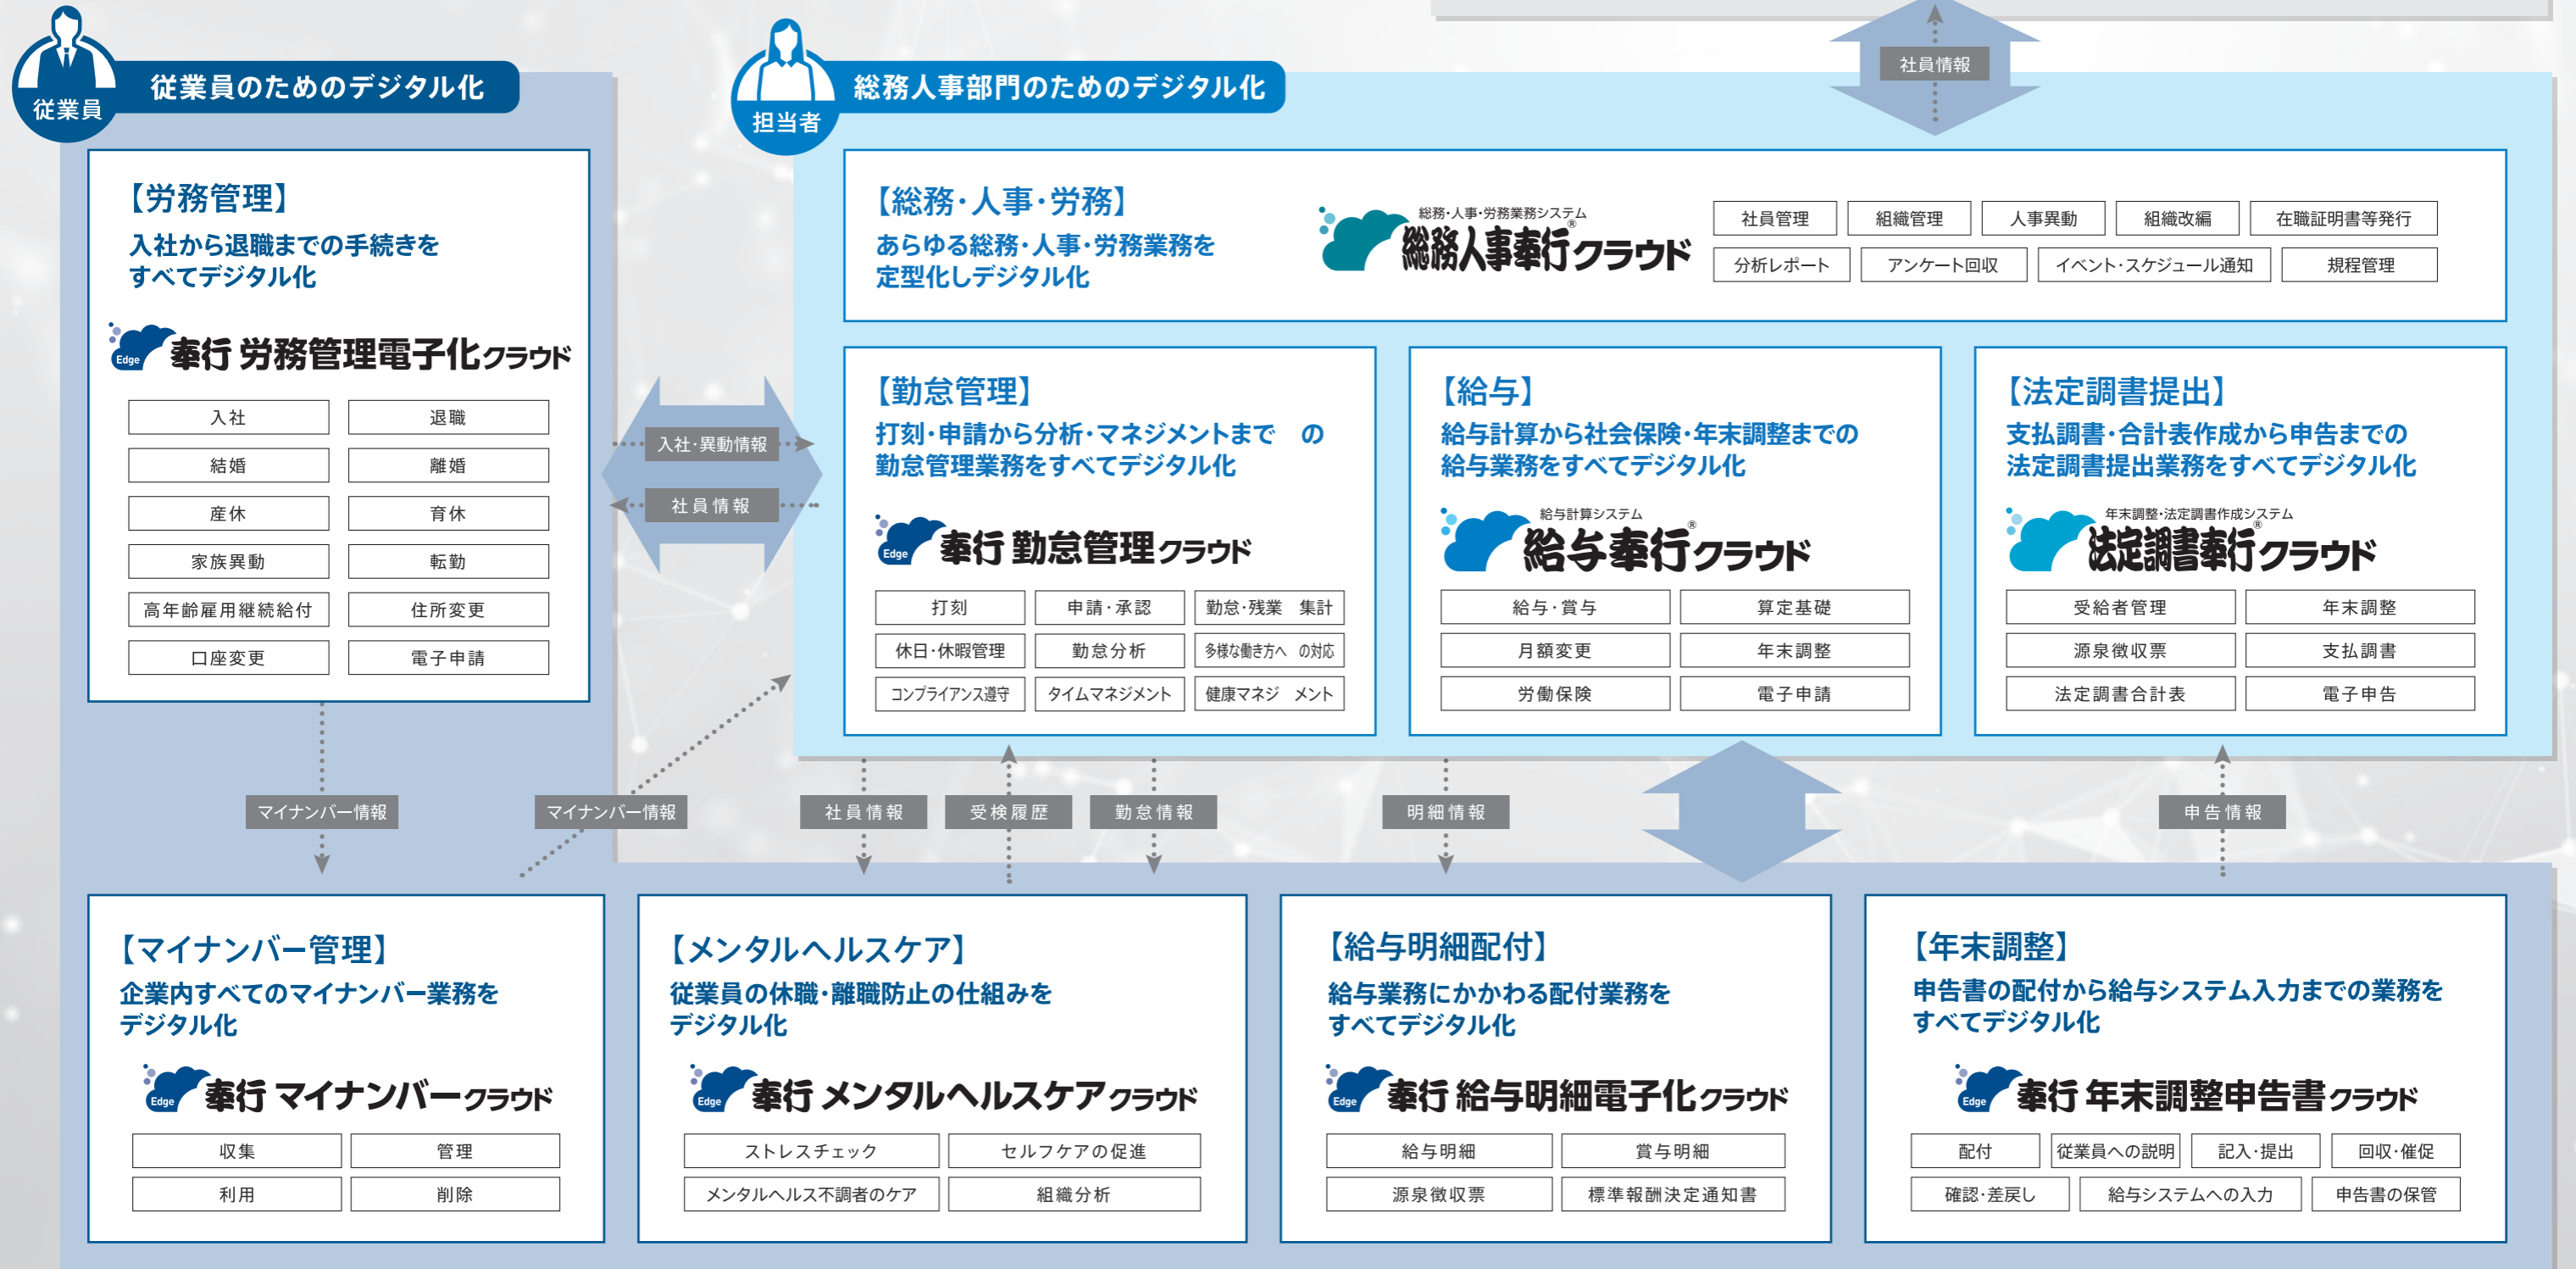 従業員
従業員のためのデジタル化
担当者
総務人事部門のためのデジタル化
社員情報
【労務管理】
入社から退職までの手続きを
すべてデジタル化
Edge 奉行 労務管理電子化クラウド
入社 退職
結婚 離婚
産休 育休
家族異動 転勤
高年齢雇用継続給付 住所変更
口座変更 電子申請
入社・異動情報
社員情報
【総務・人事・労務】
あらゆる総務・人事・労務業務を
定型化しデジタル化
総務・人事・労務業務システム
総務人事奉行®クラウド
社員管理 組織管理 人事異動 組織改編 在職証明書等発行
分析レポート アンケート回収 イベント・スケジュール通知 規程管理
【勤怠管理】
打刻・申請から分析・マネジメントまで　の
勤怠管理業務をすべてデジタル化
Edge 奉行 勤怠管理クラウド
打刻 申請・承認 勤怠・残業　集計
休日・休暇管理 勤怠分析 多様な働き方へ　の対応
コンプライアンス遵守 タイムマネジメント 健康マネジ　メント
【給与】
給与計算から社会保険・年末調整までの
給与業務をすべてデジタル化
給与計算システム
給与奉行®クラウド
給与・賞与 算定基礎
月額変更 年末調整
労働保険 電子申請
【法定調書提出】
支払調書・合計表作成から申告までの
法定調書提出業務をすべてデジタル化
年末調整・法定調書作成システム
法定調書奉行®クラウド
受給者管理 年末調整
源泉徴収票 支払調書
法定調書合計表 電子申告
マイナンバー情報 マイナンバー情報 社員情報 受検履歴 勤怠情報 明細情報 申告情報
【マイナンバー管理】
企業内すべてのマイナンバー業務を
デジタル化
Edge 奉行 マイナンバークラウド
収集 管理
利用 削除
【メンタルヘルスケア】
従業員の休職・離職防止の仕組みを
デジタル化
Edge 奉行 メンタルヘルスケアクラウド
ストレスチェック セルフケアの促進
メンタルヘルス不調者のケア 組織分析
【給与明細配付】
給与業務にかかわる配付業務を
すべてデジタル化
Edge 奉行 給与明細電子化クラウド
給与明細 賞与明細
源泉徴収票 標準報酬決定通知書
【年末調整】
申告書の配付から給与システム入力までの業務を
すべてデジタル化
Edge 奉行 年末調整申告書クラウド
配付 従業員への説明 記入・提出 回収・催促
確認・差戻し 給与システムへの入力 申告書の保管